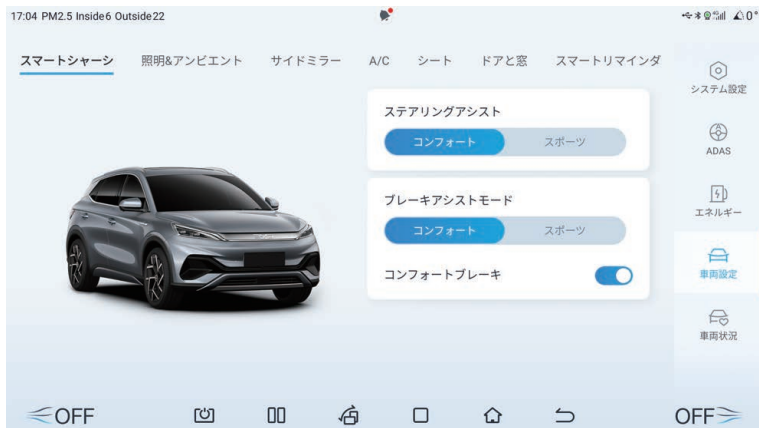 17:04 PM2.5 Inside6 Outside22
0°
スマートシャーシ 照明&アンビエント サイドミラー A/C シート ドアと窓 スマートリマインダ
システム設定
ステアリングアシスト
コンフォート スポーツ
ADAS
ブレーキアシストモード
エネルギー
コンフォート スポーツ
コンフォートブレーキ
車両設定
車両状況
OFF
OFF